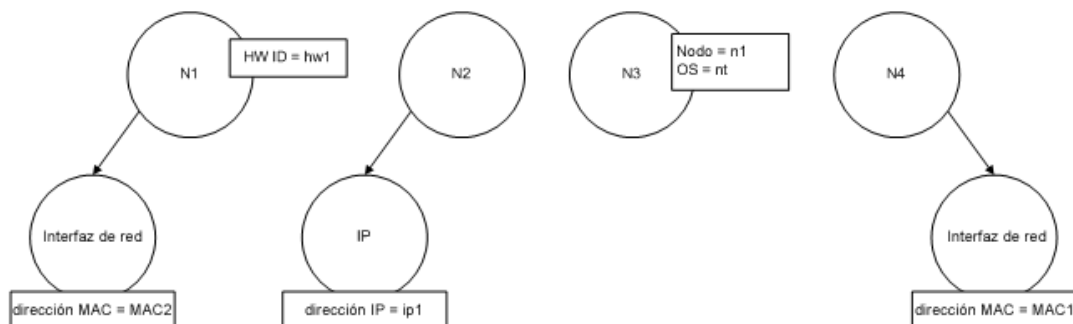 N1
HW ID = hw1
N2
N3
Nodo = n1
OS = nt
N4
Interfaz de red
IP
Interfaz de red
dirección MAC = MAC2
dirección IP = ip1
dirección MAC = MAC1